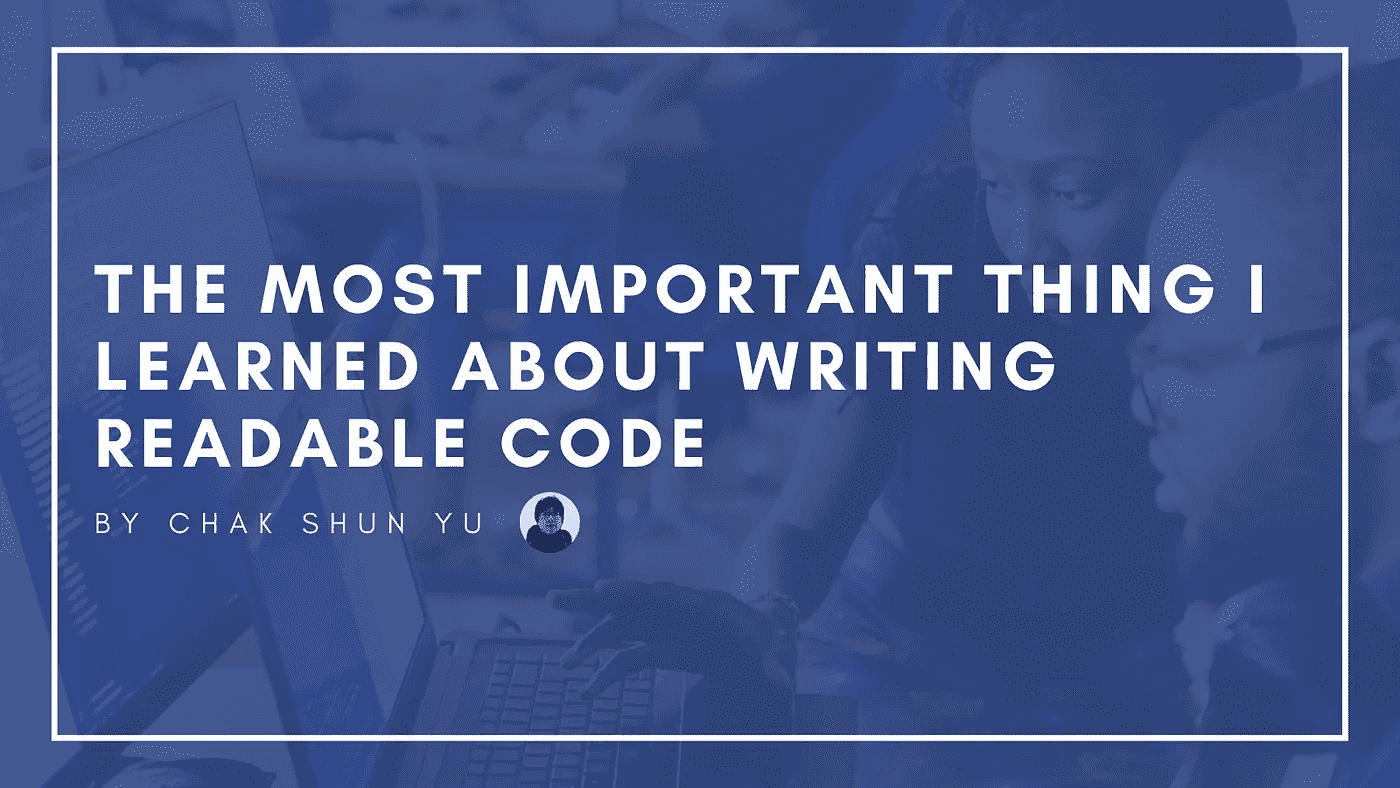 THE MOST IMPORTANT THING I
LEARNED ABOUT WRITING
READABLE CODE
BY CHAK SHUN YU